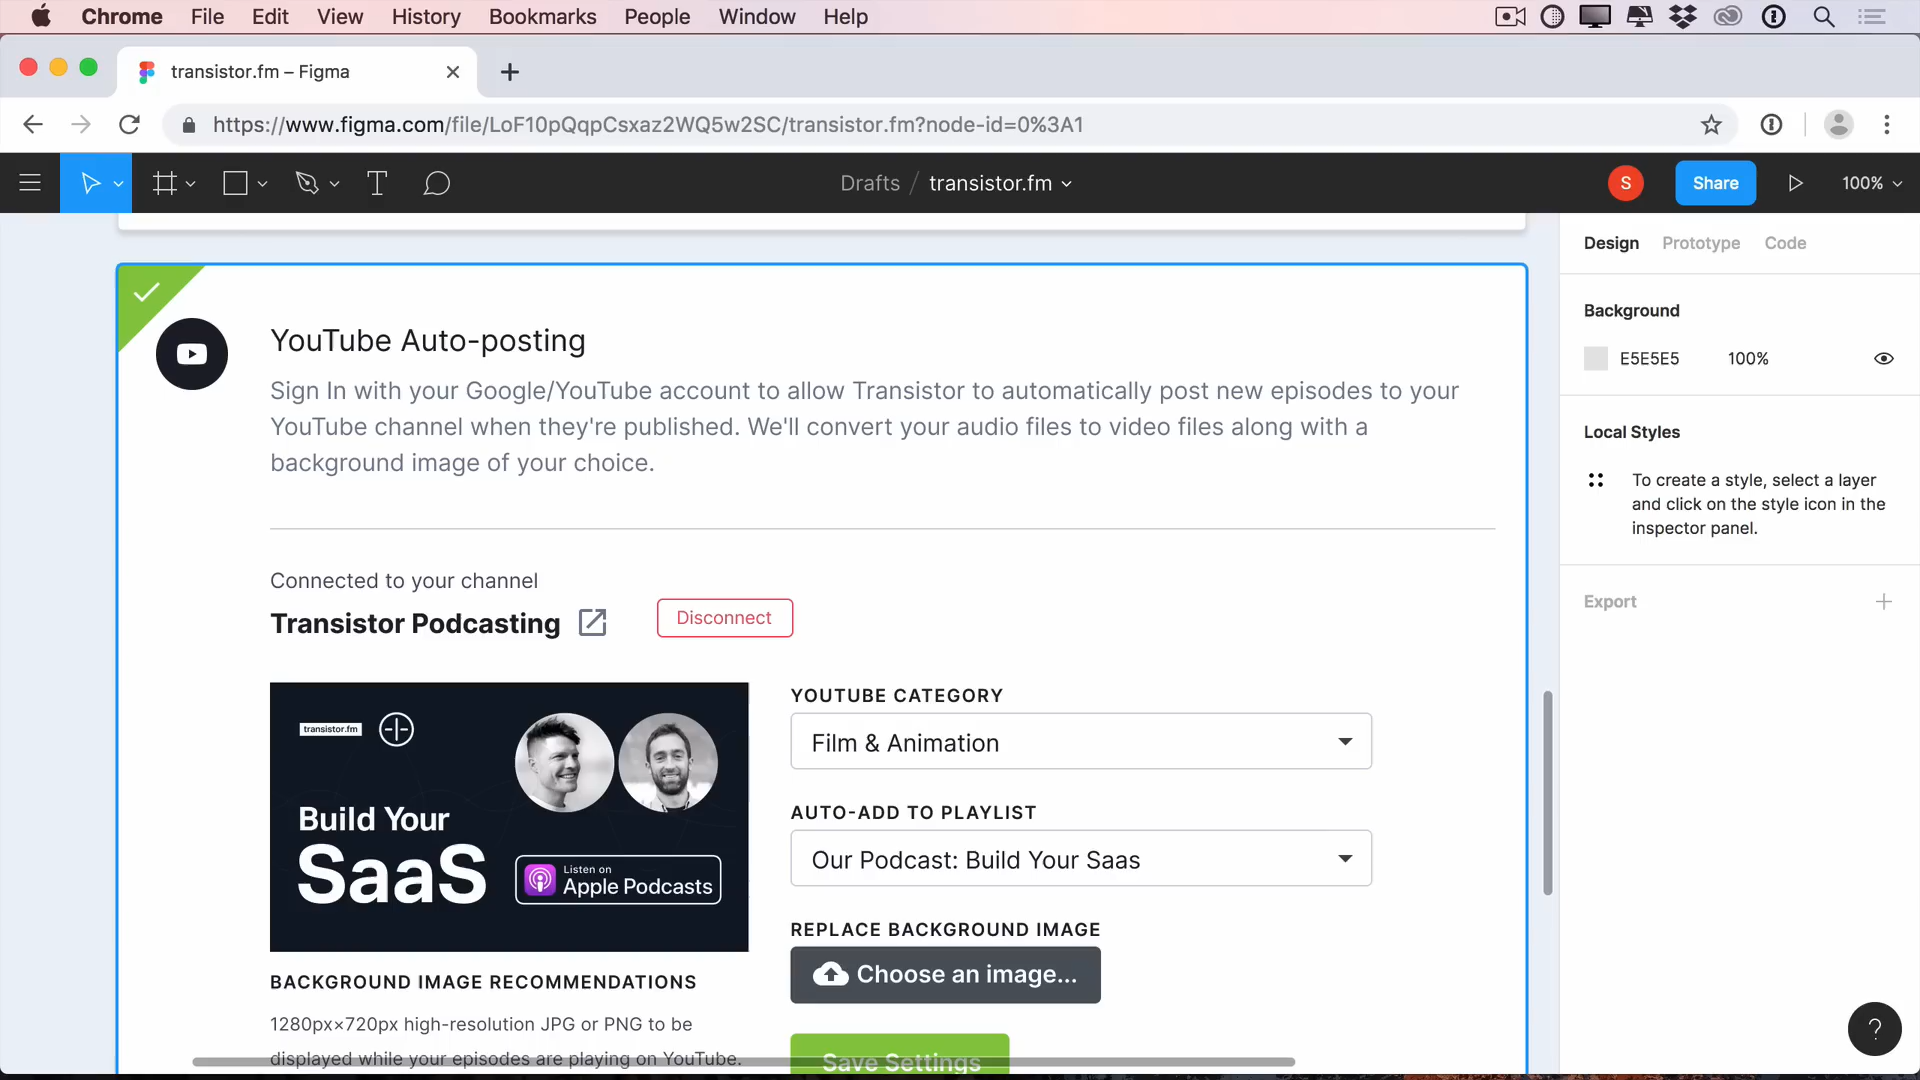 Chrome File Edit View History Bookmarks People Window Help
transistor.fm – Figma
https://www.figma.com/file/LoF10pQqpCsxaz2WQ5w2SC/transistor.fm?node-id=0%3A1
Drafts / transistor.fm
S
Share
100%
Design Prototype Code
Background
E5E5E5 100%
Local Styles
To create a style, select a layer
and click on the style icon in the
inspector panel.
Export
YouTube Auto-posting
Sign In with your Google/YouTube account to allow Transistor to automatically post new episodes to your
YouTube channel when they're published. We'll convert your audio files to video files along with a
background image of your choice.
Connected to your channel
Transistor Podcasting
Disconnect
transistor.fm
Build Your
SaaS
Listen on
Apple Podcasts
BACKGROUND IMAGE RECOMMENDATIONS
1280px×720px high-resolution JPG or PNG to be
displayed while your episodes are playing on YouTube.
YOUTUBE CATEGORY
Film & Animation
AUTO-ADD TO PLAYLIST
Our Podcast: Build Your Saas
REPLACE BACKGROUND IMAGE
Choose an image...
Save Settings
?